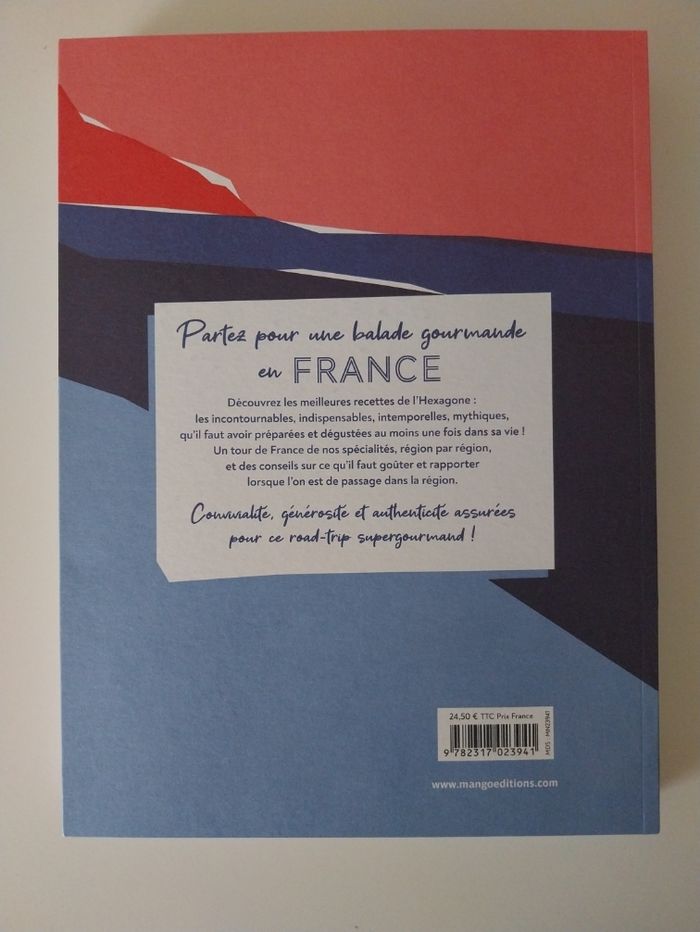 Partez pour une balade gourmande
en FRANCE
Découvrez les meilleures recettes de l'Hexagone :
les incontournables, indispensables, intemporelles, mythiques,
qu'il faut avoir préparées et dégustées au moins une fois dans sa vie !
Un tour de France de nos spécialités, région par région,
et des conseils sur ce qu'il faut goûter et rapporter
lorsque l'on est de passage dans la région.
Convivialité, générosité et authenticité assurées
pour ce road-trip supergourmand !
24,50 € TTC Prix France
9 782317 023941
MDS : MN23941
www.mangoeditions.com